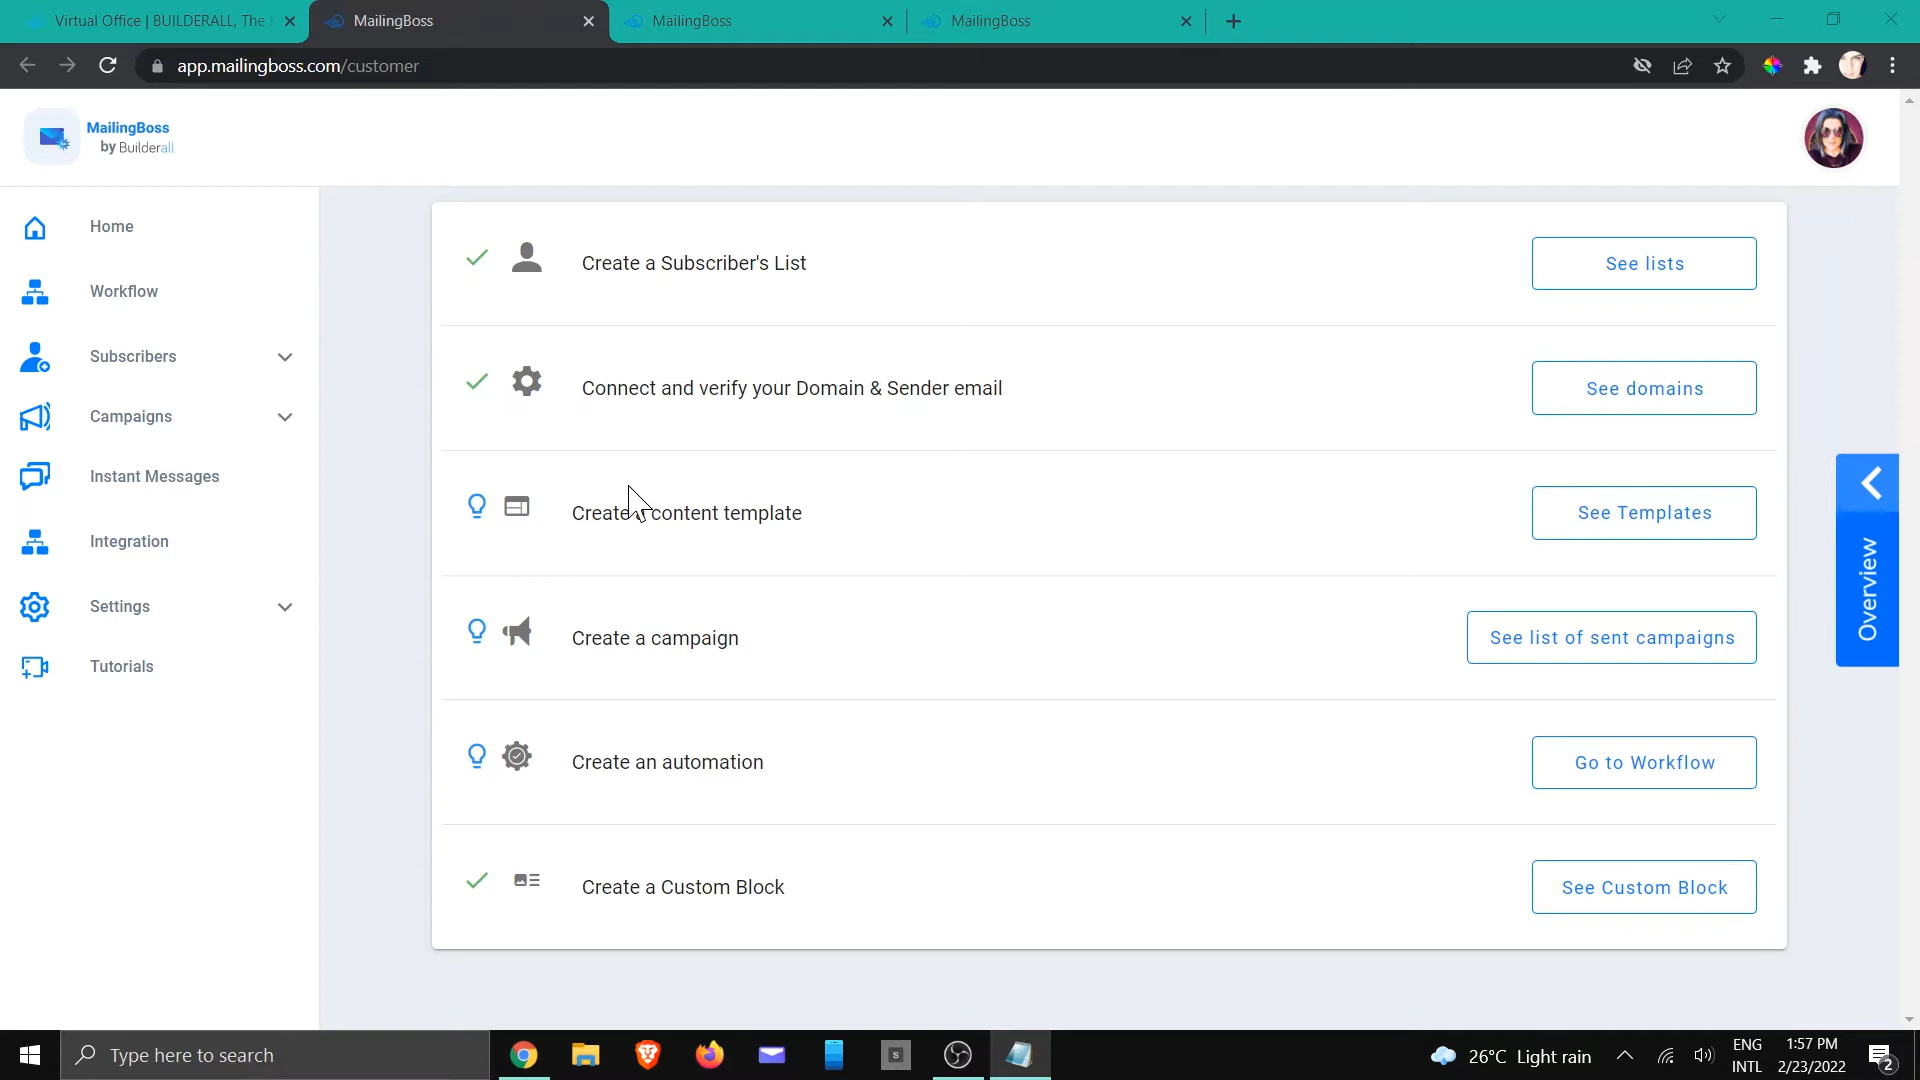 Virtual Office | BUILDERALL, The
MailingBoss
MailingBoss
MailingBoss
app.mailingboss.com/customer
MailingBoss
by Builderall
Home
Workflow
Subscribers
Campaigns
Instant Messages
Integration
Settings
Tutorials
Create a Subscriber's List
See lists
Connect and verify your Domain & Sender email
See domains
Create a content template
See Templates
Create a campaign
See list of sent campaigns
Create an automation
Go to Workflow
Create a Custom Block
See Custom Block
Overview
Type here to search
S
26°C Light rain
ENG
INTL
1:57 PM
2/23/2022
2